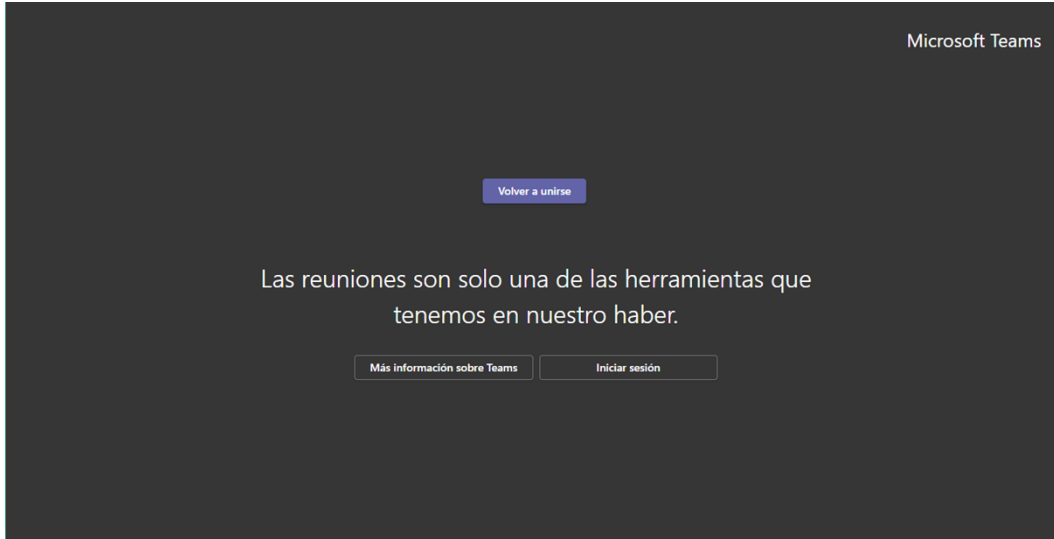 Microsoft Teams
Volver a unirse
Las reuniones son solo una de las herramientas que
tenemos en nuestro haber.
Más información sobre Teams
Iniciar sesión